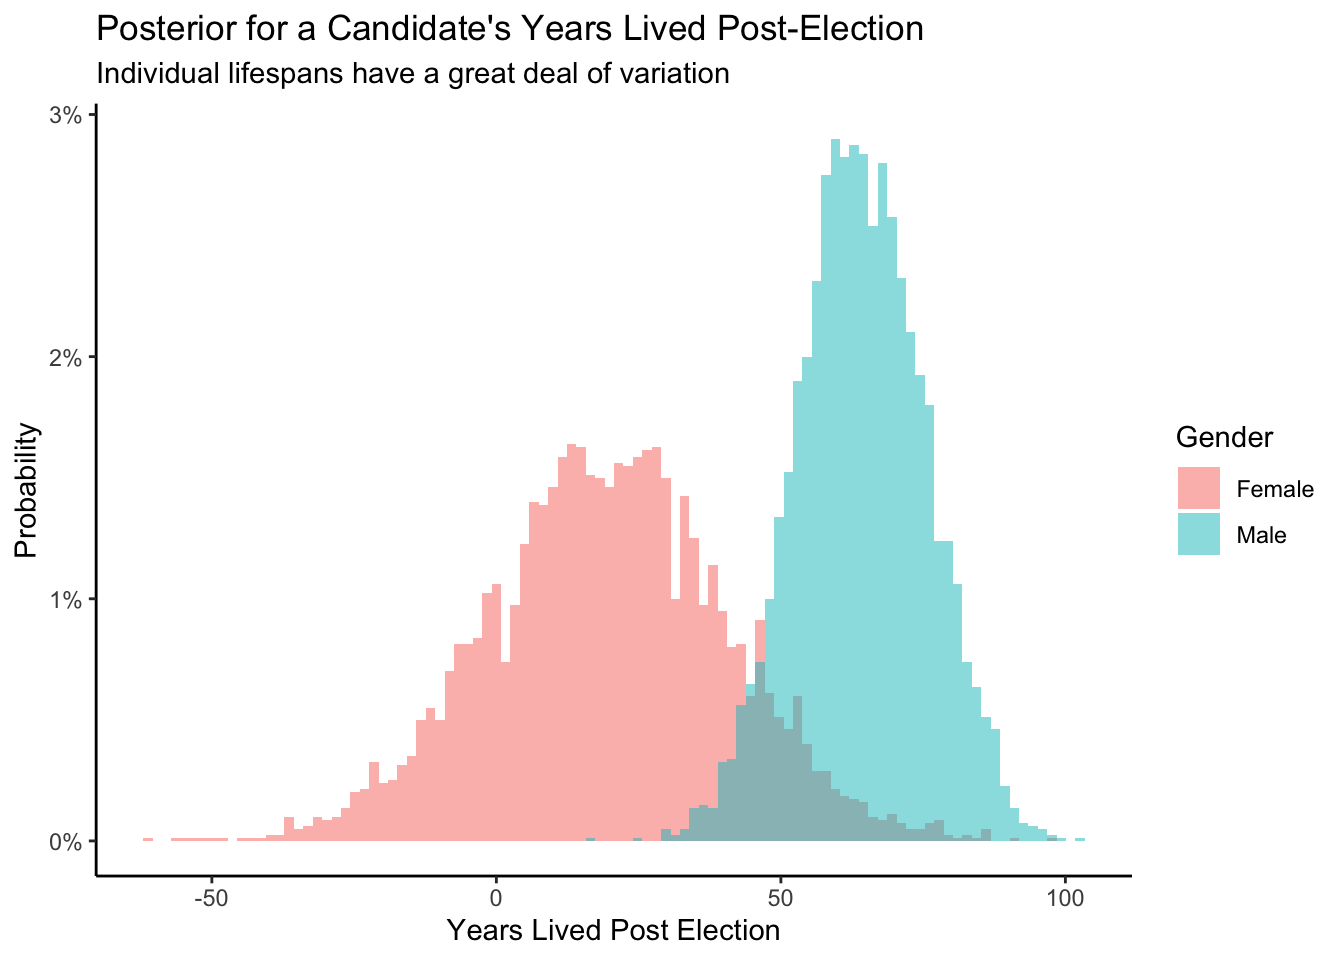 Posterior for a Candidate's Years Lived Post-Election
Individual lifespans have a great deal of variation
3%
2%
1%
0%
Probability
-50
0
50
100
Years Lived Post Election
Gender
Female
Male